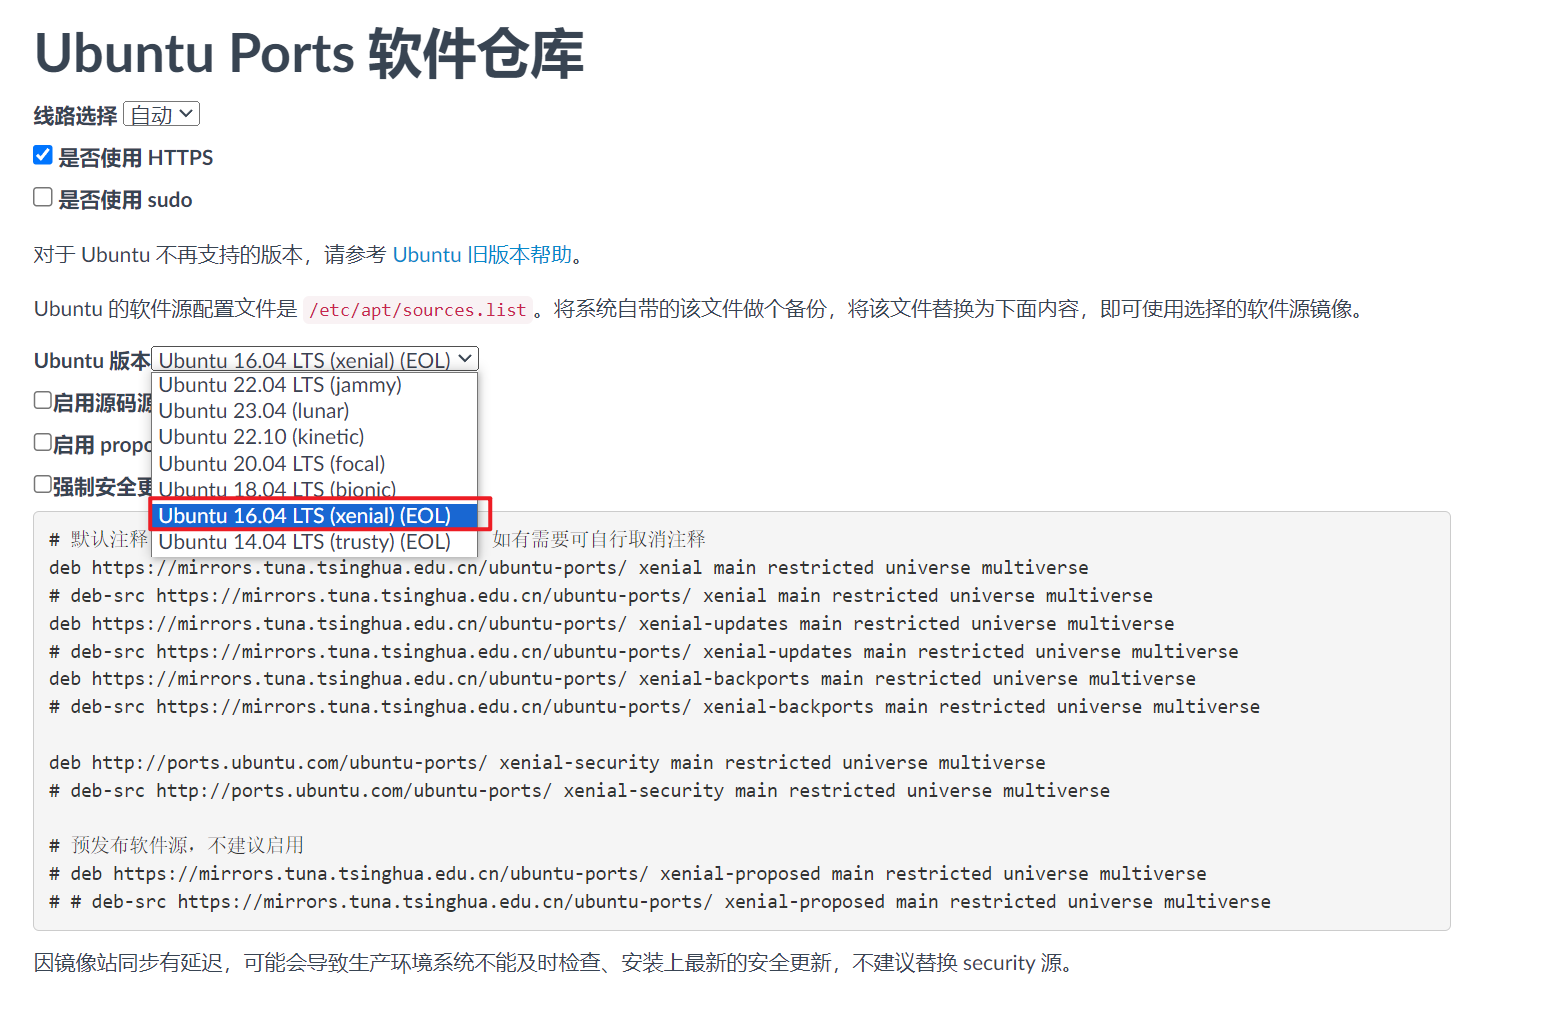 Ubuntu Ports 软件仓库
线路选择 自动
是否使用 HTTPS
是否使用 sudo
对于 Ubuntu 不再支持的版本，请参考 Ubuntu 旧版本帮助。
Ubuntu 的软件源配置文件是 /etc/apt/sources.list 。将系统自带的该文件做个备份，将该文件替换为下面内容，即可使用选择的软件源镜像。
Ubuntu 版本 Ubuntu 16.04 LTS (xenial) (EOL)
Ubuntu 22.04 LTS (jammy)
启用源码源
Ubuntu 23.04 (lunar)
Ubuntu 22.10 (kinetic)
启用 propo
Ubuntu 20.04 LTS (focal)
强制安全更
Ubuntu 18.04 LTS (bionic)
Ubuntu 16.04 LTS (xenial) (EOL)
Ubuntu 14.04 LTS (trusty) (EOL)
# 默认注释 如有需要可自行取消注释
deb https://mirrors.tuna.tsinghua.edu.cn/ubuntu-ports/ xenial main restricted universe multiverse
# deb-src https://mirrors.tuna.tsinghua.edu.cn/ubuntu-ports/ xenial main restricted universe multiverse
deb https://mirrors.tuna.tsinghua.edu.cn/ubuntu-ports/ xenial-updates main restricted universe multiverse
# deb-src https://mirrors.tuna.tsinghua.edu.cn/ubuntu-ports/ xenial-updates main restricted universe multiverse
deb https://mirrors.tuna.tsinghua.edu.cn/ubuntu-ports/ xenial-backports main restricted universe multiverse
# deb-src https://mirrors.tuna.tsinghua.edu.cn/ubuntu-ports/ xenial-backports main restricted universe multiverse
deb http://ports.ubuntu.com/ubuntu-ports/ xenial-security main restricted universe multiverse
# deb-src http://ports.ubuntu.com/ubuntu-ports/ xenial-security main restricted universe multiverse
# 预发布软件源，不建议启用
# deb https://mirrors.tuna.tsinghua.edu.cn/ubuntu-ports/ xenial-proposed main restricted universe multiverse
# # deb-src https://mirrors.tuna.tsinghua.edu.cn/ubuntu-ports/ xenial-proposed main restricted universe multiverse
因镜像站同步有延迟，可能会导致生产环境系统不能及时检查、安装上最新的安全更新，不建议替换 security 源。